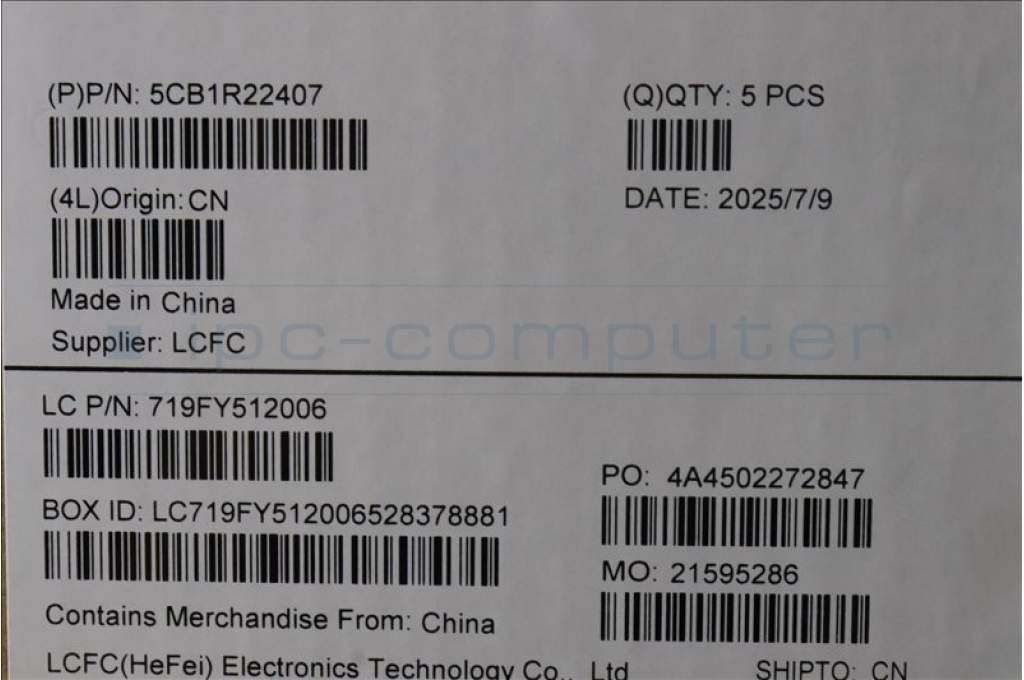 (P)P/N: 5CB1R22407
(Q)QTY: 5 PCS
(4L)Origin:CN
DATE: 2025/7/9
Made in China
Supplier: LCFC
ipc-computer
LC P/N: 719FY512006
PO: 4A4502272847
BOX ID: LC719FY512006528378881
MO: 21595286
Contains Merchandise From: China
LCFC(HeFei) Electronics Technology Co., Ltd
SHIPTO: CN